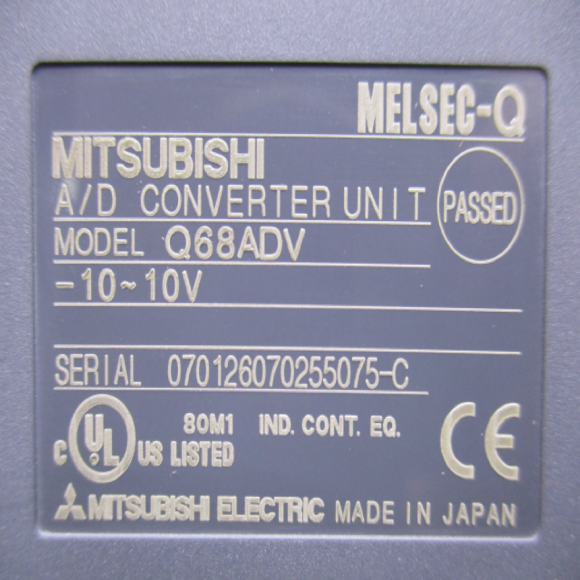 MELSEC-Q
MITSUBISHI
A/D CONVERTER UNIT
PASSED
MODEL Q68ADV
-10~10V
SERIAL 070126070255075-C
C UL US LISTED
80M1 IND. CONT. EQ.
CE
MITSUBISHI ELECTRIC MADE IN JAPAN